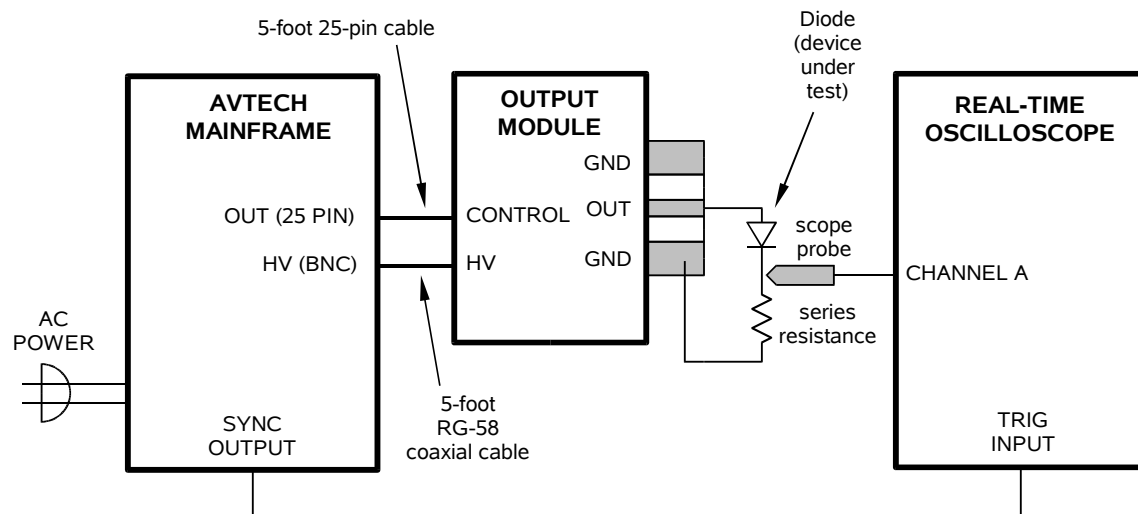 5-foot 25-pin cable
Diode
(device
under
test)
AVTECH
MAINFRAME
OUTPUT
MODULE
REAL-TIME
OSCILLOSCOPE
GND
OUT (25 PIN)
CONTROL
OUT
scope
probe
HV (BNC)
HV
GND
CHANNEL A
series
resistance
AC
POWER
5-foot
RG-58
coaxial cable
SYNC
OUTPUT
TRIG
INPUT